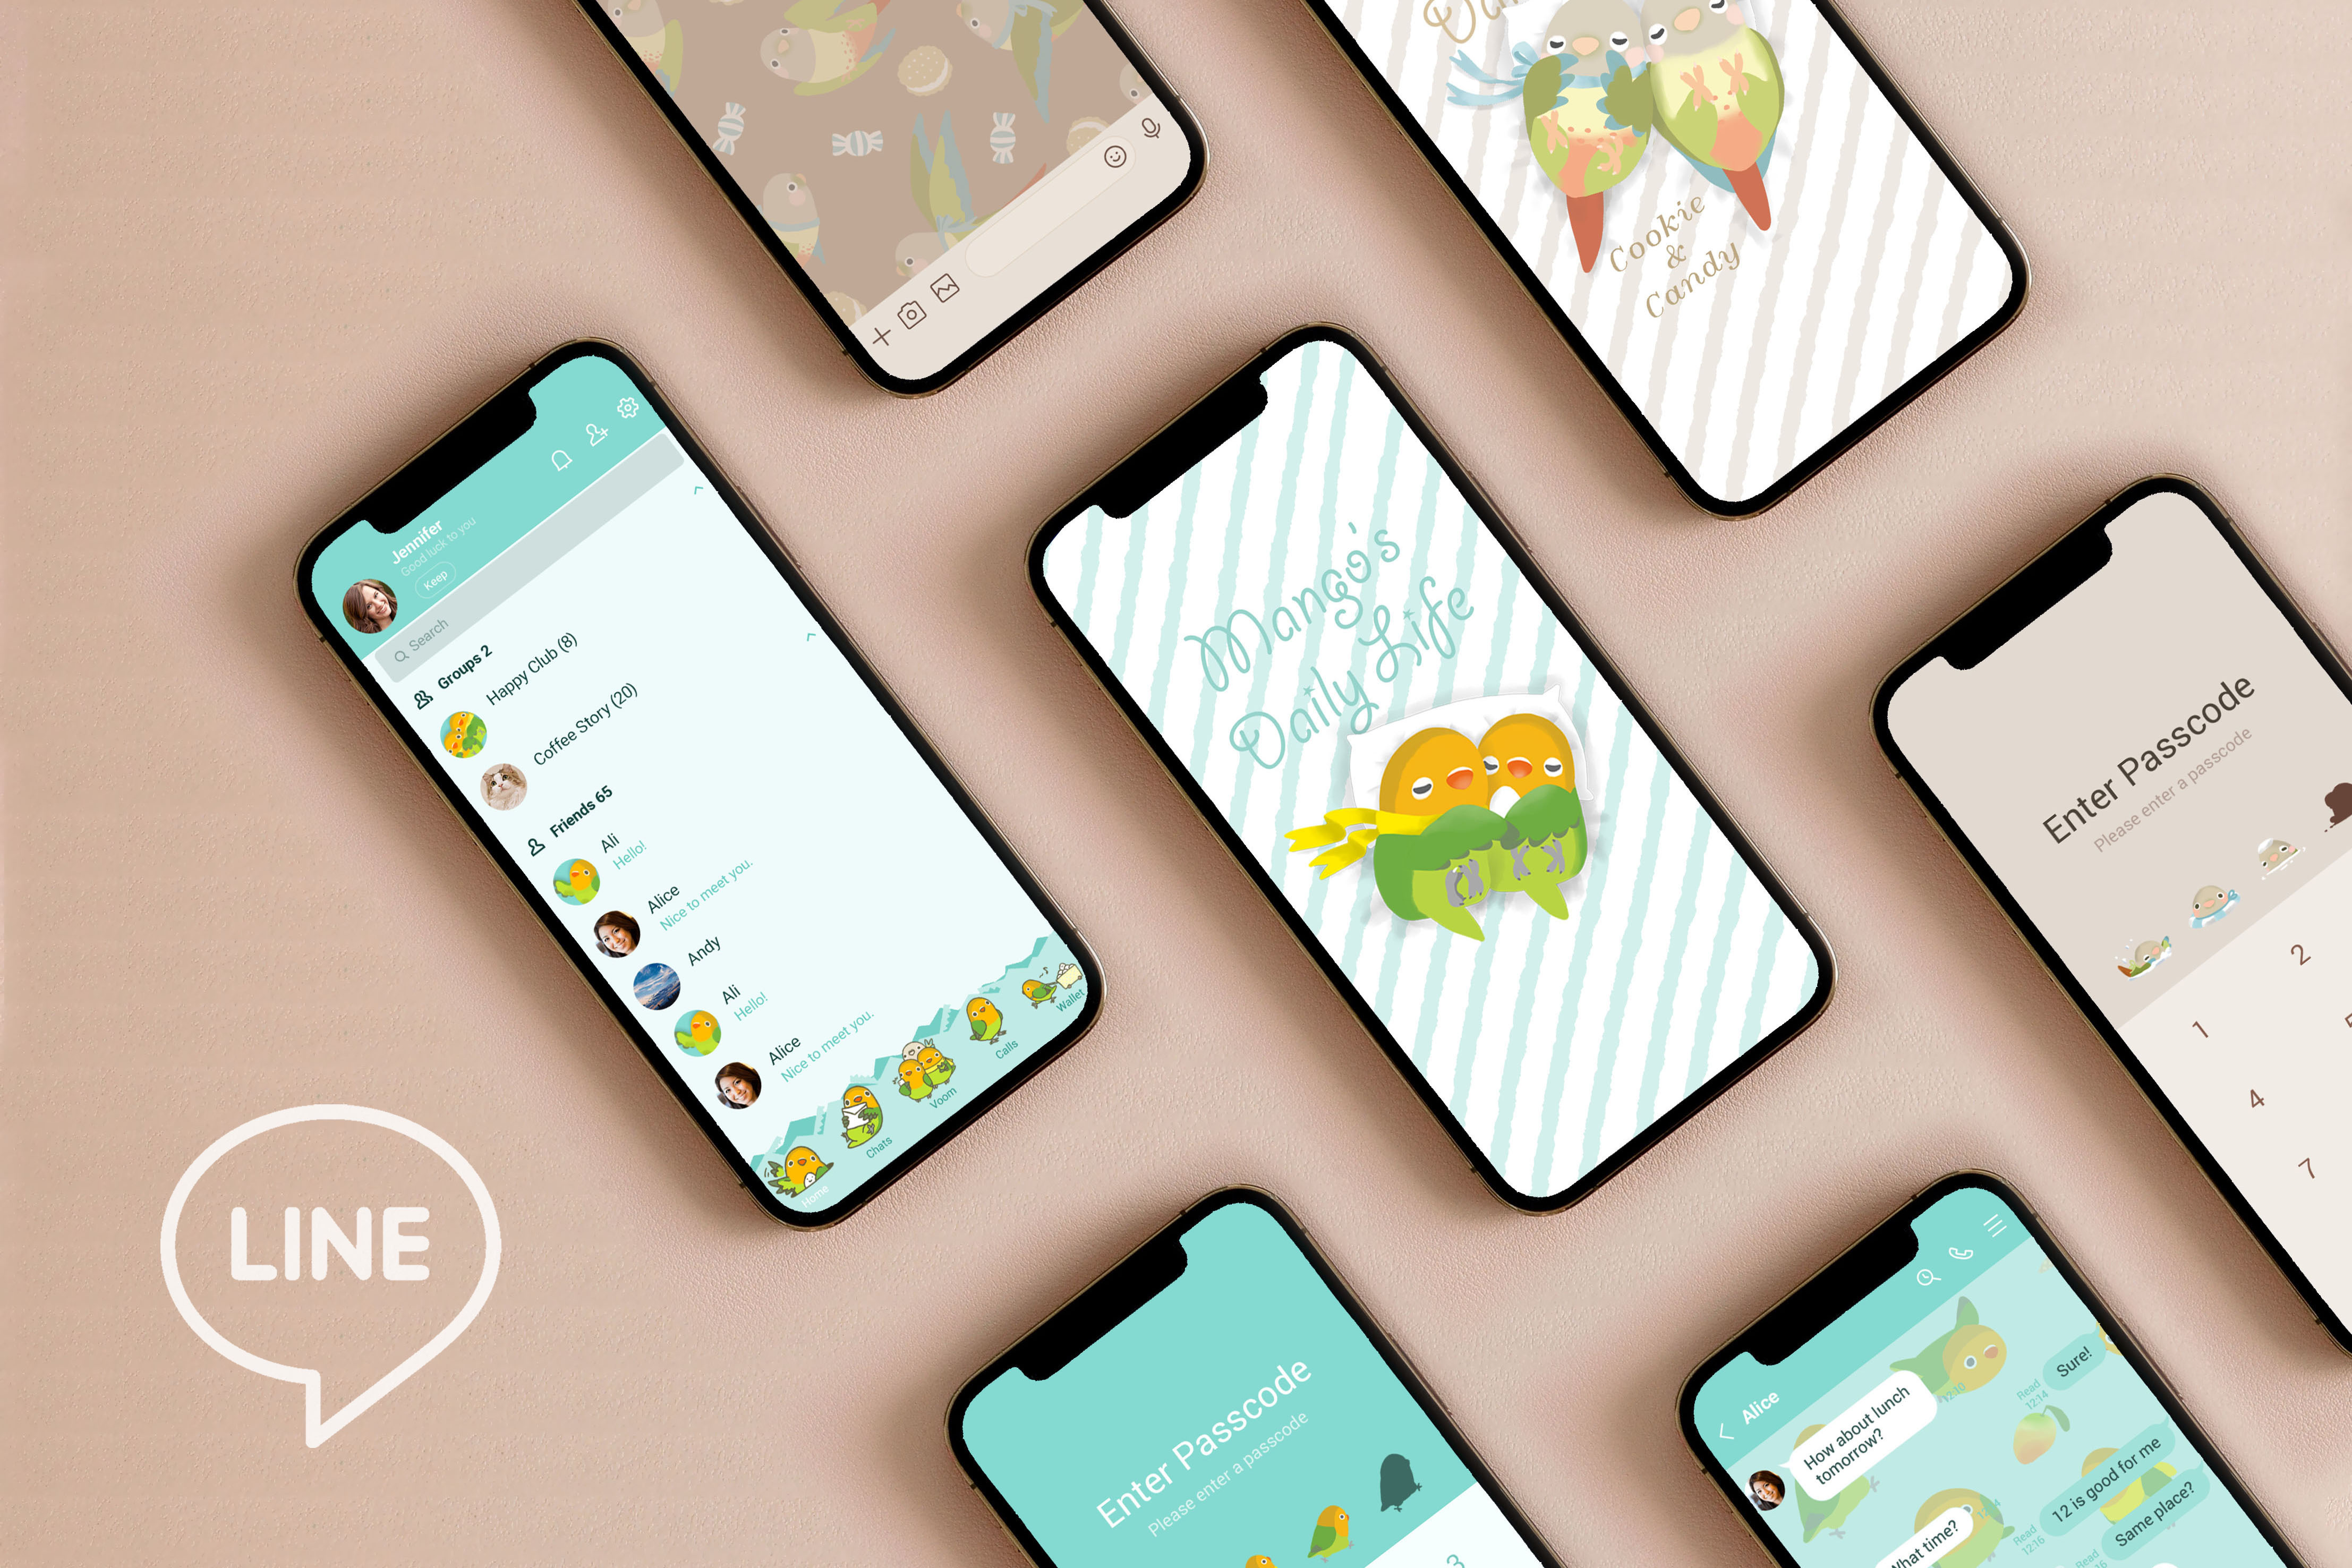 Cookie
&
Candy
Jennifer
Good luck to you
Keep
Search
Groups 2
Happy Club (8)
Coffee Story (20)
Friends 65
Ali
Hello!
Alice
Nice to meet you.
Andy
Ali
Hello!
Alice
Nice to meet you.
Home
Chats
Voom
Calls
Wallet
Mango's
Daily Life
Enter Passcode
Please enter a passcode
1
2
4
7
LINE
Enter Passcode
Please enter a passcode
3
Alice
How about lunch
tomorrow?
12:10
Sure!
Read
12:14
12 is good for me
Read
12:16
What time?
Same place?